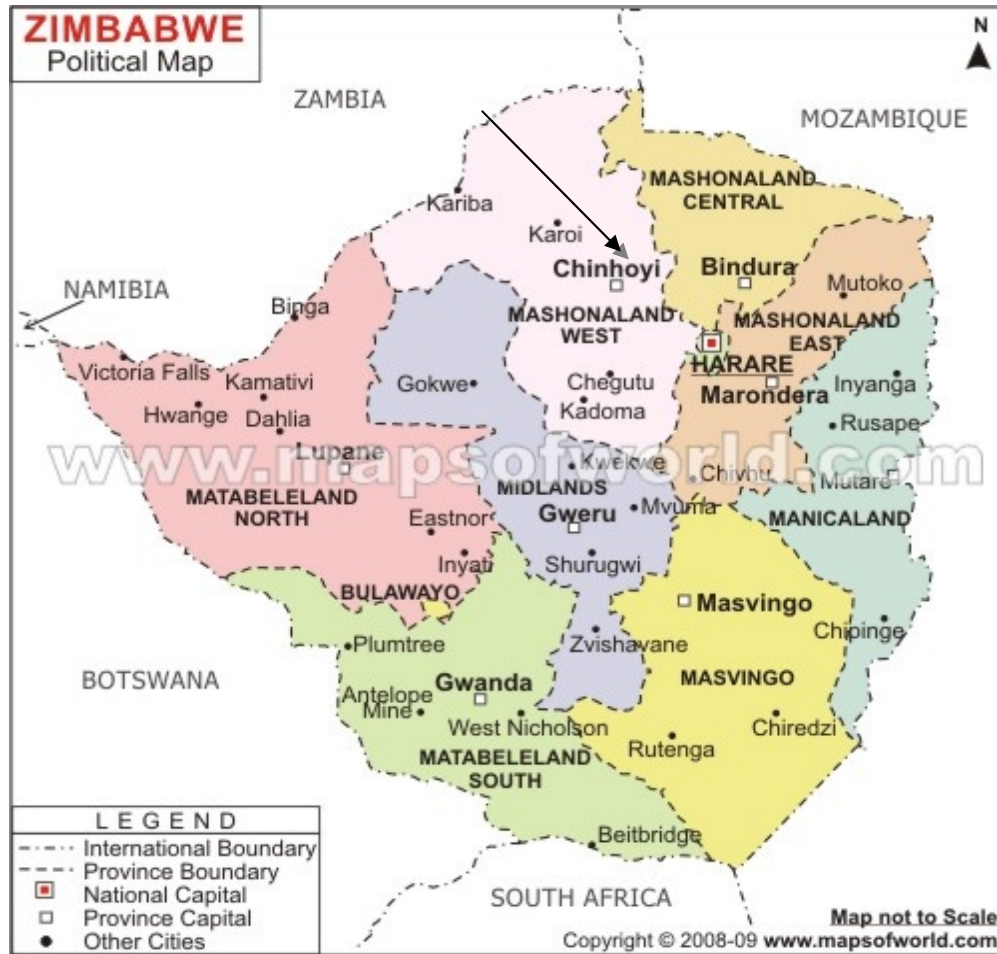 ZIMBABWE
Political Map
N
ZAMBIA
MOZAMBIQUE
MASHONALAND
CENTRAL
Kariba
Karoi
Chinhoyi
Bindura
NAMIBIA
Mutoko
Binga
MASHONALAND
WEST
MASHONALAND
EAST
HARARE
Victoria Falls
Kamativi
Gokwe
Chegutu
Inyanga
Marondera
Hwange
Kadoma
Dahlia
Rusape
www.mapsofworld.com
Lupane
Kwekwe
Chivhu
Mutare
MATABELELAND
NORTH
MIDLANDS
Mvuma
Gweru
MANICALAND
Eastnor
Inyati
Shurugwi
BULAWAYO
Masvingo
Chipinge
Plumtree
Zvishavane
BOTSWANA
Gwanda
MASVINGO
Antelope
Mine
West Nicholson
Chiredzi
Rutenga
MATABELELAND
SOUTH
LEGEND
International Boundary
Province Boundary
National Capital
Province Capital
Other Cities
Beitbridge
SOUTH AFRICA
Map not to Scale
Copyright © 2008-09 www.mapsofworld.com